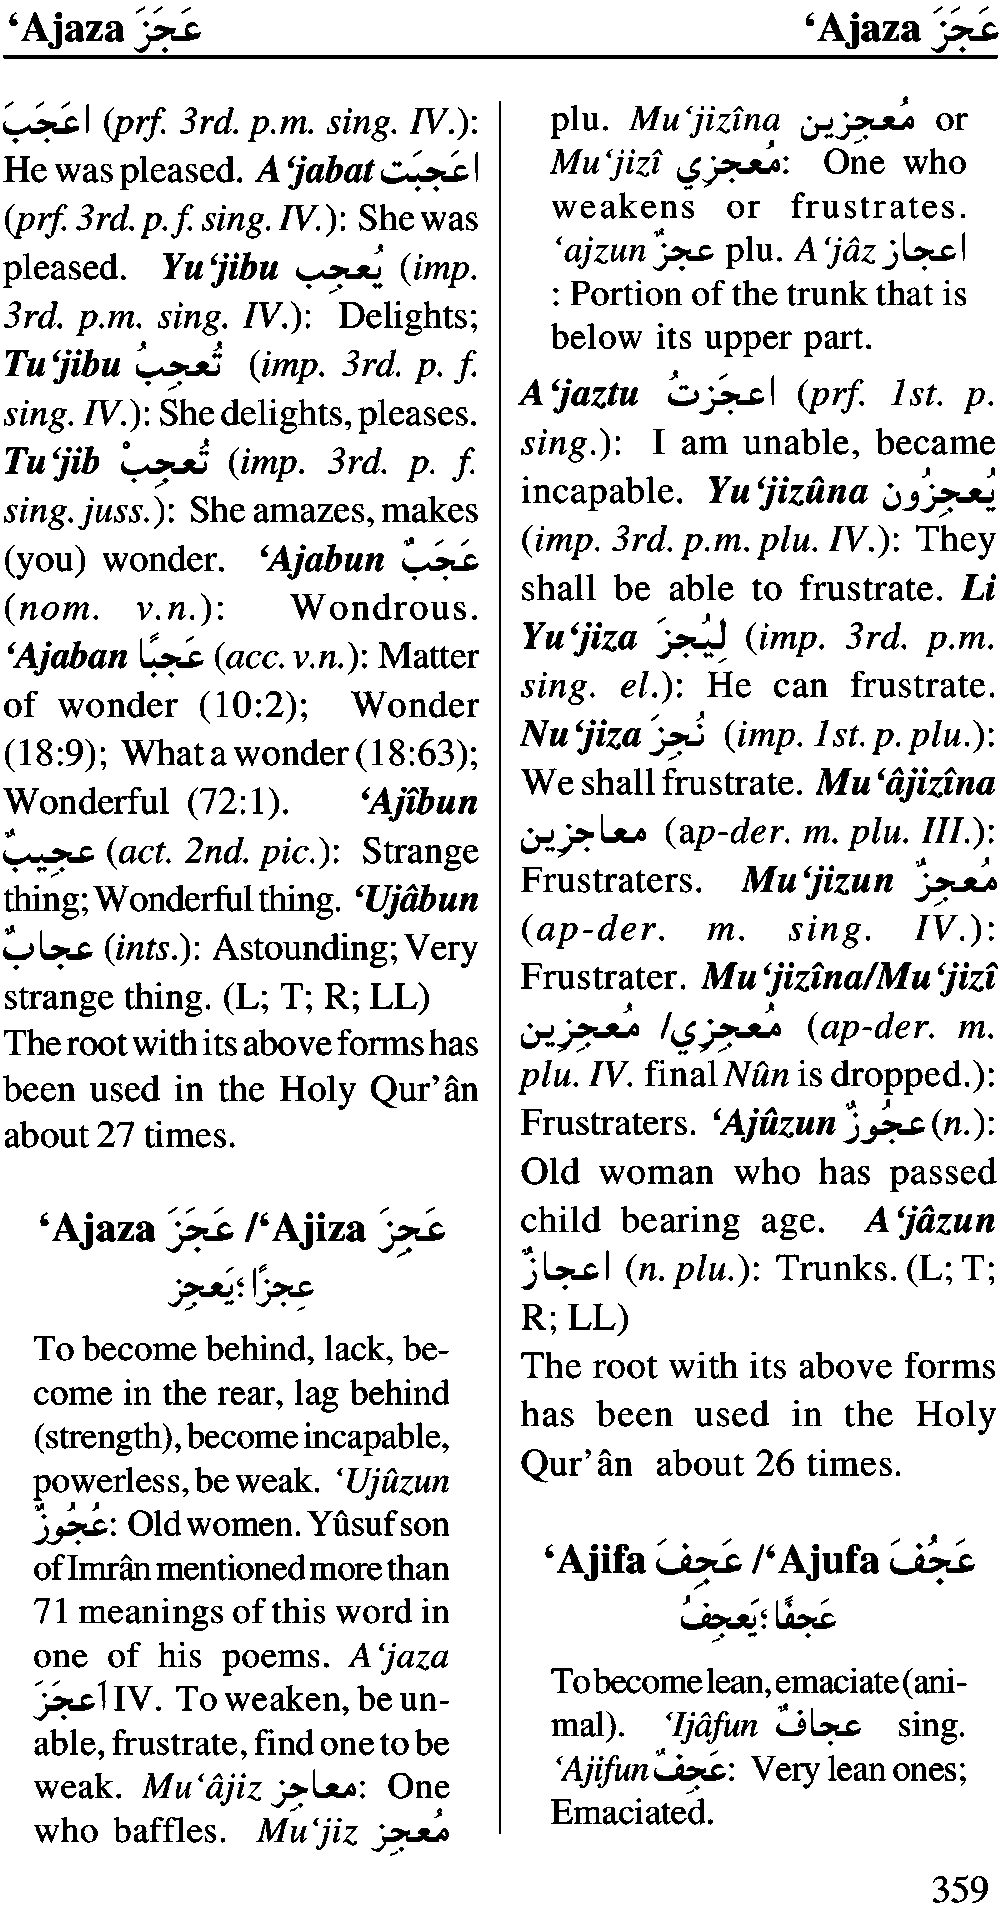 ‘Ajaza عَجَزَ
‘Ajaza عَجَزَ
اعَجَبَ (prf. 3rd. p.m. sing. IV.):
He was pleased. A‘jabat اعَجبَت
(prf. 3rd. p. f. sing. IV.): She was
pleased. Yu‘jibu يُعجِب (imp.
3rd. p.m. sing. IV.): Delights;
Tu‘jibu تُعجِبُ (imp. 3rd. p. f.
sing. IV.): She delights, pleases.
Tu‘jib تُعجِبْ (imp. 3rd. p. f.
sing. juss.): She amazes, makes
(you) wonder. ‘Ajabun عَجَبٌ
(nom. v.n.): Wondrous.
‘Ajaban عَجَبًا (acc. v.n.): Matter
of wonder (10:2); Wonder
(18:9); What a wonder (18:63);
Wonderful (72:1). ‘Ajîbun
عجِيبٌ (act. 2nd. pic.): Strange
thing; Wonderful thing. ‘Ujâbun
عجابٌ (ints.): Astounding; Very
strange thing. (L; T; R; LL)
The root with its above forms has
been used in the Holy Qur’ân
about 27 times.
‘Ajaza عَجَزَ /‘Ajiza عَجِزَ
عِجزًا ؛ يَعجِز
To become behind, lack, be-
come in the rear, lag behind
(strength), become incapable,
powerless, be weak. ‘Ujûzun
عَجُوزٌ: Old women. Yûsuf son
of Imrân mentioned more than
71 meanings of this word in
one of his poems. A‘jaza
اعجَزَ IV. To weaken, be un-
able, frustrate, find one to be
weak. Mu‘âjiz معاجِز: One
who baffles. Mu‘jiz مُعجِز
plu. Mu‘jizîna مُعجِزين or
Mu‘jizî مُعجزي: One who
weakens or frustrates.
‘ajzun عجزٌ plu. A‘jâz اعجاز
: Portion of the trunk that is
below its upper part.
A‘jaztu اعجَزتُ (prf. 1st. p.
sing.): I am unable, became
incapable. Yu‘jizûna يُعجِزُون
(imp. 3rd. p.m. plu. IV.): They
shall be able to frustrate. Li
Yu‘jiza لِيُجزَ (imp. 3rd. p.m.
sing. el.): He can frustrate.
Nu‘jiza نُجِزَ (imp. 1st. p. plu.):
We shall frustrate. Mu‘âjizîna
معاجزين (ap-der. m. plu. III.):
Frustraters. Mu‘jizun مُعجِزٌ
(ap-der. m. sing. IV.):
Frustrater. Mu‘jizîna/Mu‘jizî
مُعجِزي/ مُعجِزين (ap-der. m.
plu. IV. final Nûn is dropped.):
Frustraters. ‘Ajûzun عجُوزٌ (n.):
Old woman who has passed
child bearing age. A‘jâzun
اعجازٌ (n. plu.): Trunks. (L; T;
R; LL)
The root with its above forms
has been used in the Holy
Qur’ân about 26 times.
‘Ajifa عَجِفَ /‘Ajufa عَجُفَ
عَجفًا ؛ يَعجِفُ
To become lean, emaciate (ani-
mal). ‘Ijâfun عجافٌ sing.
‘Ajifun عَجِفٌ: Very lean ones;
Emaciated.
359